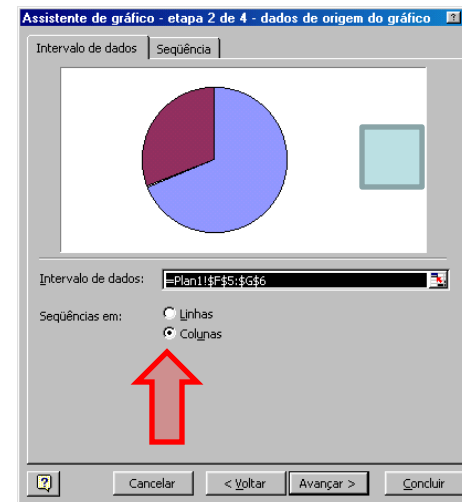 Assistente de gráfico - etapa 2 de 4 - dados de origem do gráfico ?
Intervalo de dados Seqüência
Intervalo de dados: =Plan1!$F$5:$G$6
Seqüências em: Linhas
Colunas
? Cancelar < Voltar Avançar > Concluir